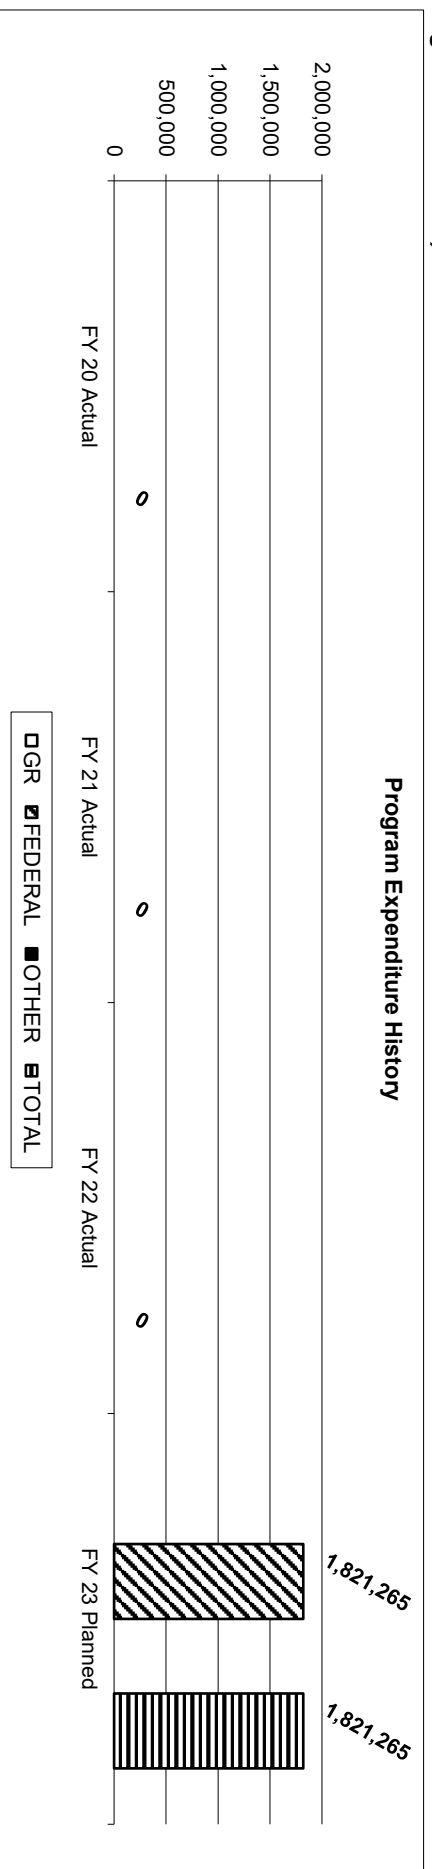 Program Expenditure History
2,000,000
1,500,000
1,000,000
500,000
0
0
0
0
1,821,265
1,821,265
FY 20 Actual
FY 21 Actual
FY 22 Actual
FY 23 Planned
GR FEDERAL OTHER TOTAL